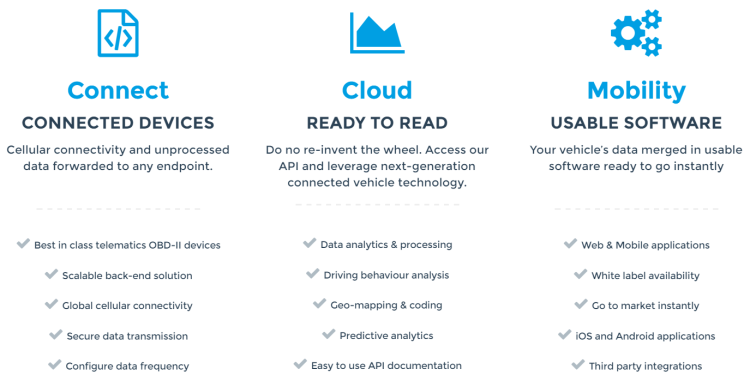 Connect
CONNECTED DEVICES
Cellular connectivity and unprocessed
data forwarded to any endpoint.
Best in class telematics OBD-II devices
Scalable back-end solution
Global cellular connectivity
Secure data transmission
Configure data frequency
Cloud
READY TO READ
Do no re-invent the wheel. Access our
API and leverage next-generation
connected vehicle technology.
Data analytics & processing
Driving behaviour analysis
Geo-mapping & coding
Predictive analytics
Easy to use API documentation
Mobility
USABLE SOFTWARE
Your vehicle's data merged in usable
software ready to go instantly
Web & Mobile applications
White label availability
Go to market instantly
iOS and Android applications
Third party integrations